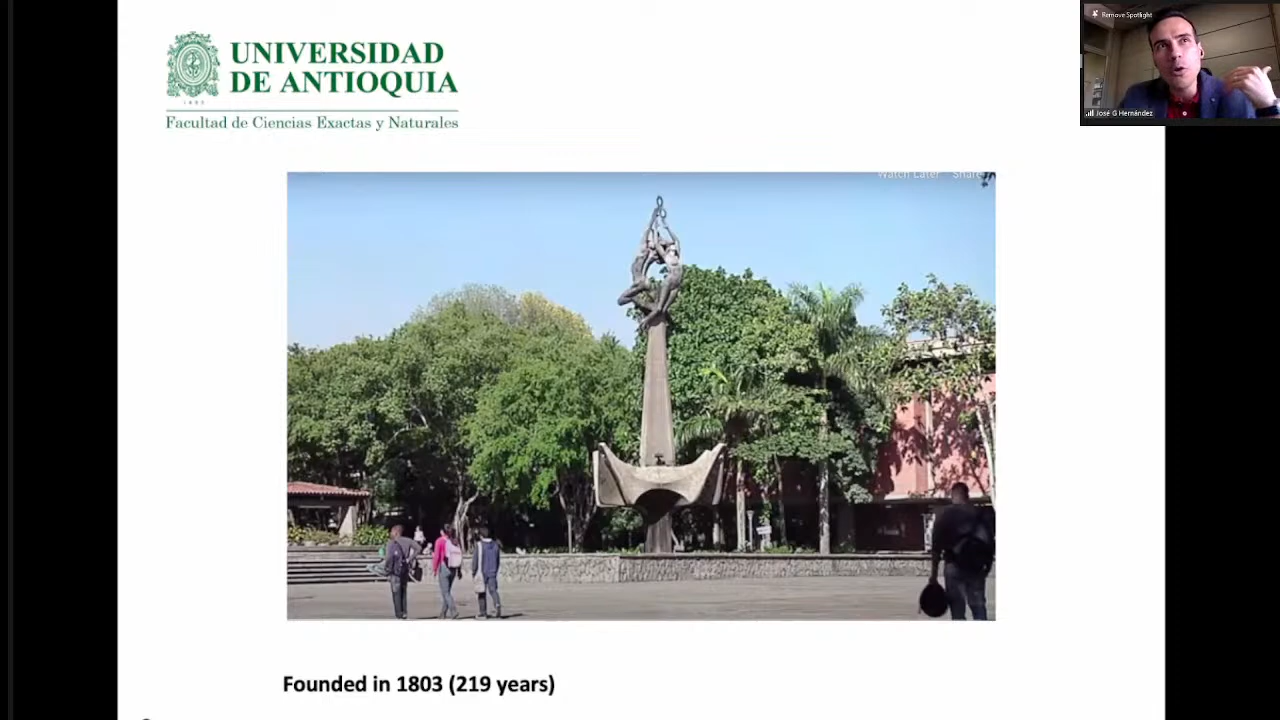 UNIVERSIDAD
DE ANTIOQUIA
1803
Facultad de Ciencias Exactas y Naturales
Remove Spotlight
José G Hernández
Watch Later Share
Founded in 1803 (219 years)